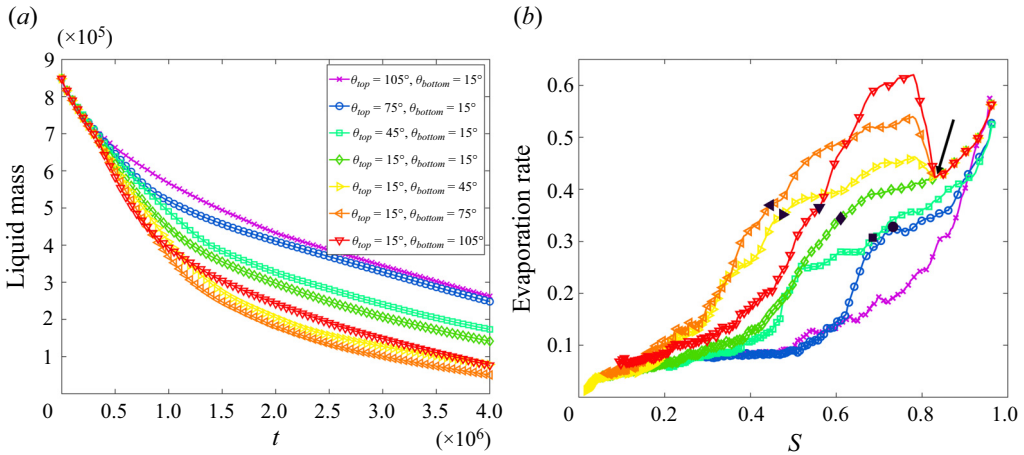 (a)
(×10⁵)
9
8
7
6
5
4
3
2
1
Liquid mass
0 0.5 1.0 1.5 2.0 2.5 3.0 3.5 4.0
t
(×10⁶)
θtop = 105°, θbottom = 15°
θtop = 75°, θbottom = 15°
θtop = 45°, θbottom = 15°
θtop = 15°, θbottom = 15°
θtop = 15°, θbottom = 45°
θtop = 15°, θbottom = 75°
θtop = 15°, θbottom = 105°
(b)
0.6
0.5
0.4
0.3
0.2
0.1
Evaporation rate
0 0.2 0.4 0.6 0.8 1.0
S